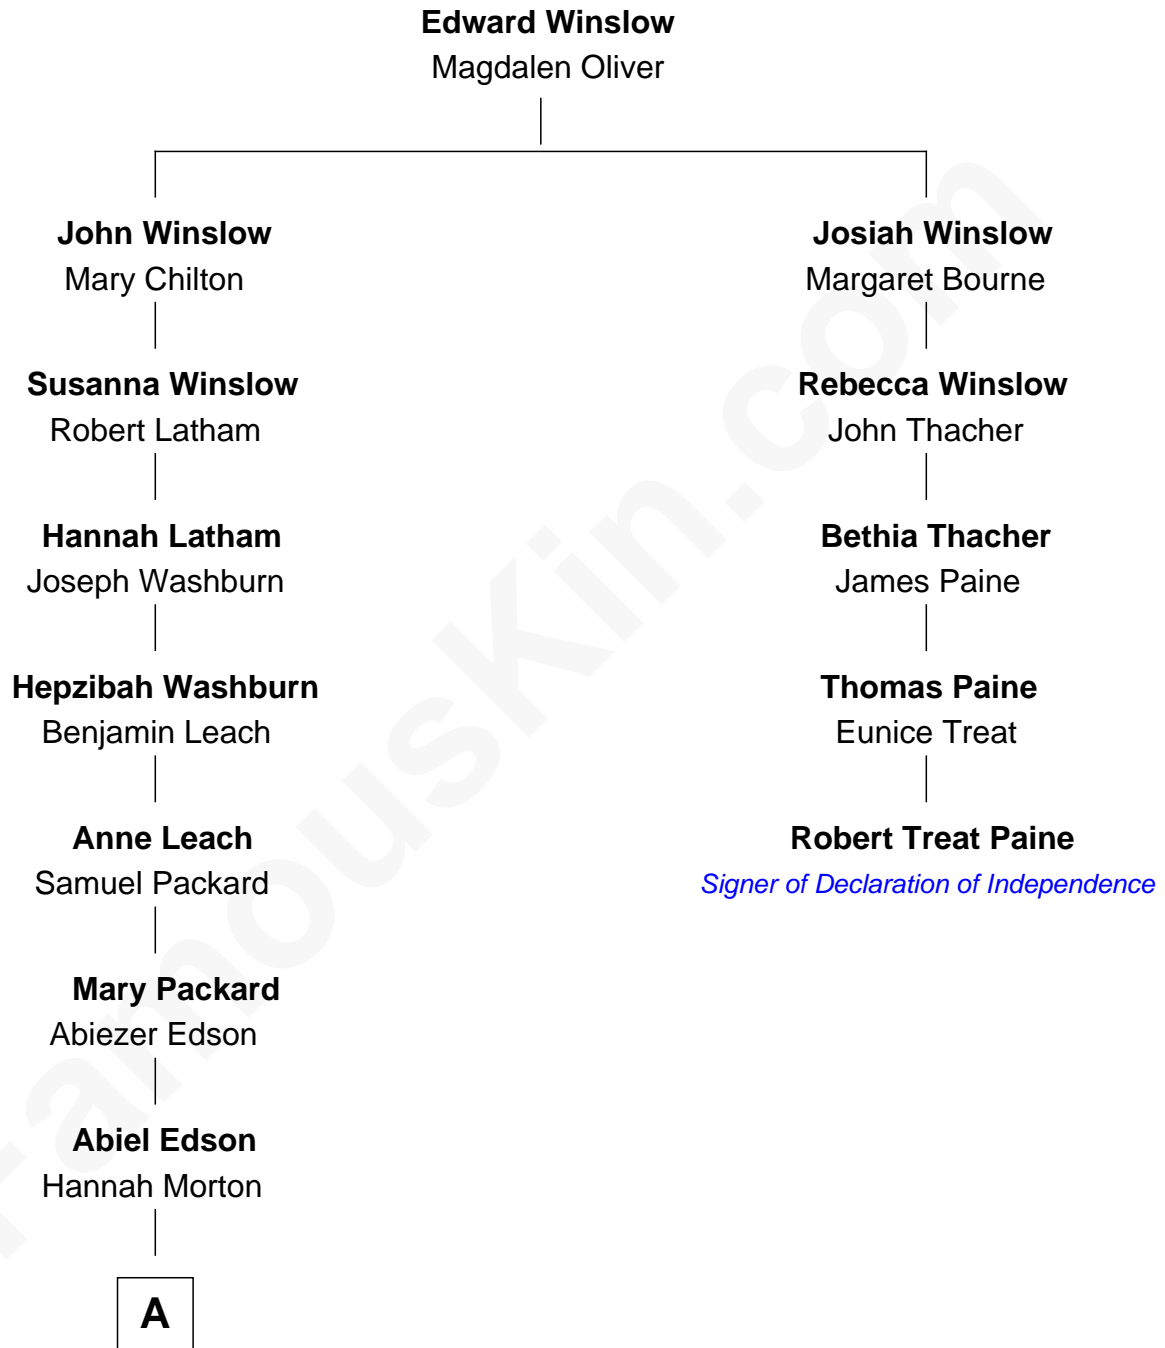 Edward Winslow
Magdalen Oliver
John Winslow
Mary Chilton
Josiah Winslow
Margaret Bourne
Susanna Winslow
Robert Latham
Rebecca Winslow
John Thacher
Hannah Latham
Joseph Washburn
Bethia Thacher
James Paine
Hepzibah Washburn
Benjamin Leach
Thomas Paine
Eunice Treat
Anne Leach
Samuel Packard
Robert Treat Paine
Signer of Declaration of Independence
Mary Packard
Abiezer Edson
Abiel Edson
Hannah Morton
A
FamousKin.com